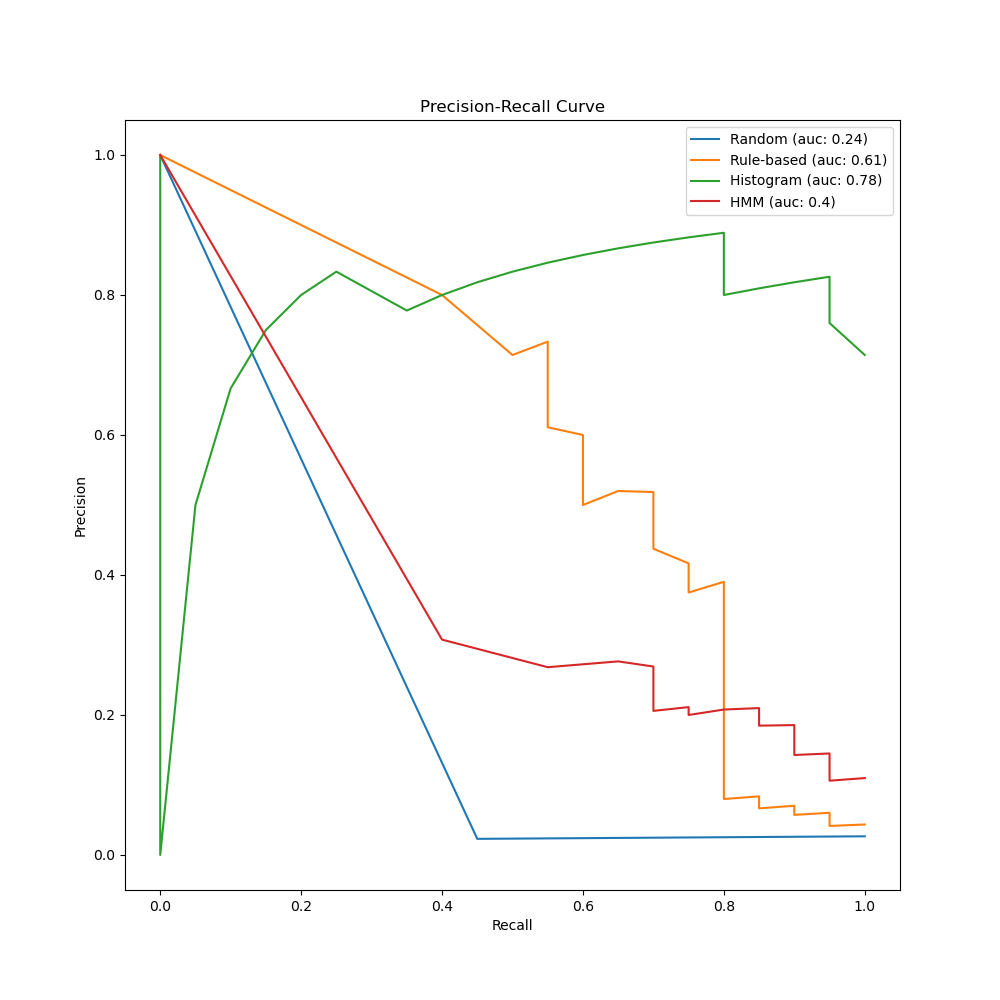 Precision-Recall Curve
Random (auc: 0.24)
Rule-based (auc: 0.61)
Histogram (auc: 0.78)
HMM (auc: 0.4)
1.0
0.8
0.6
0.4
0.2
0.0
Precision
0.0 0.2 0.4 0.6 0.8 1.0
Recall